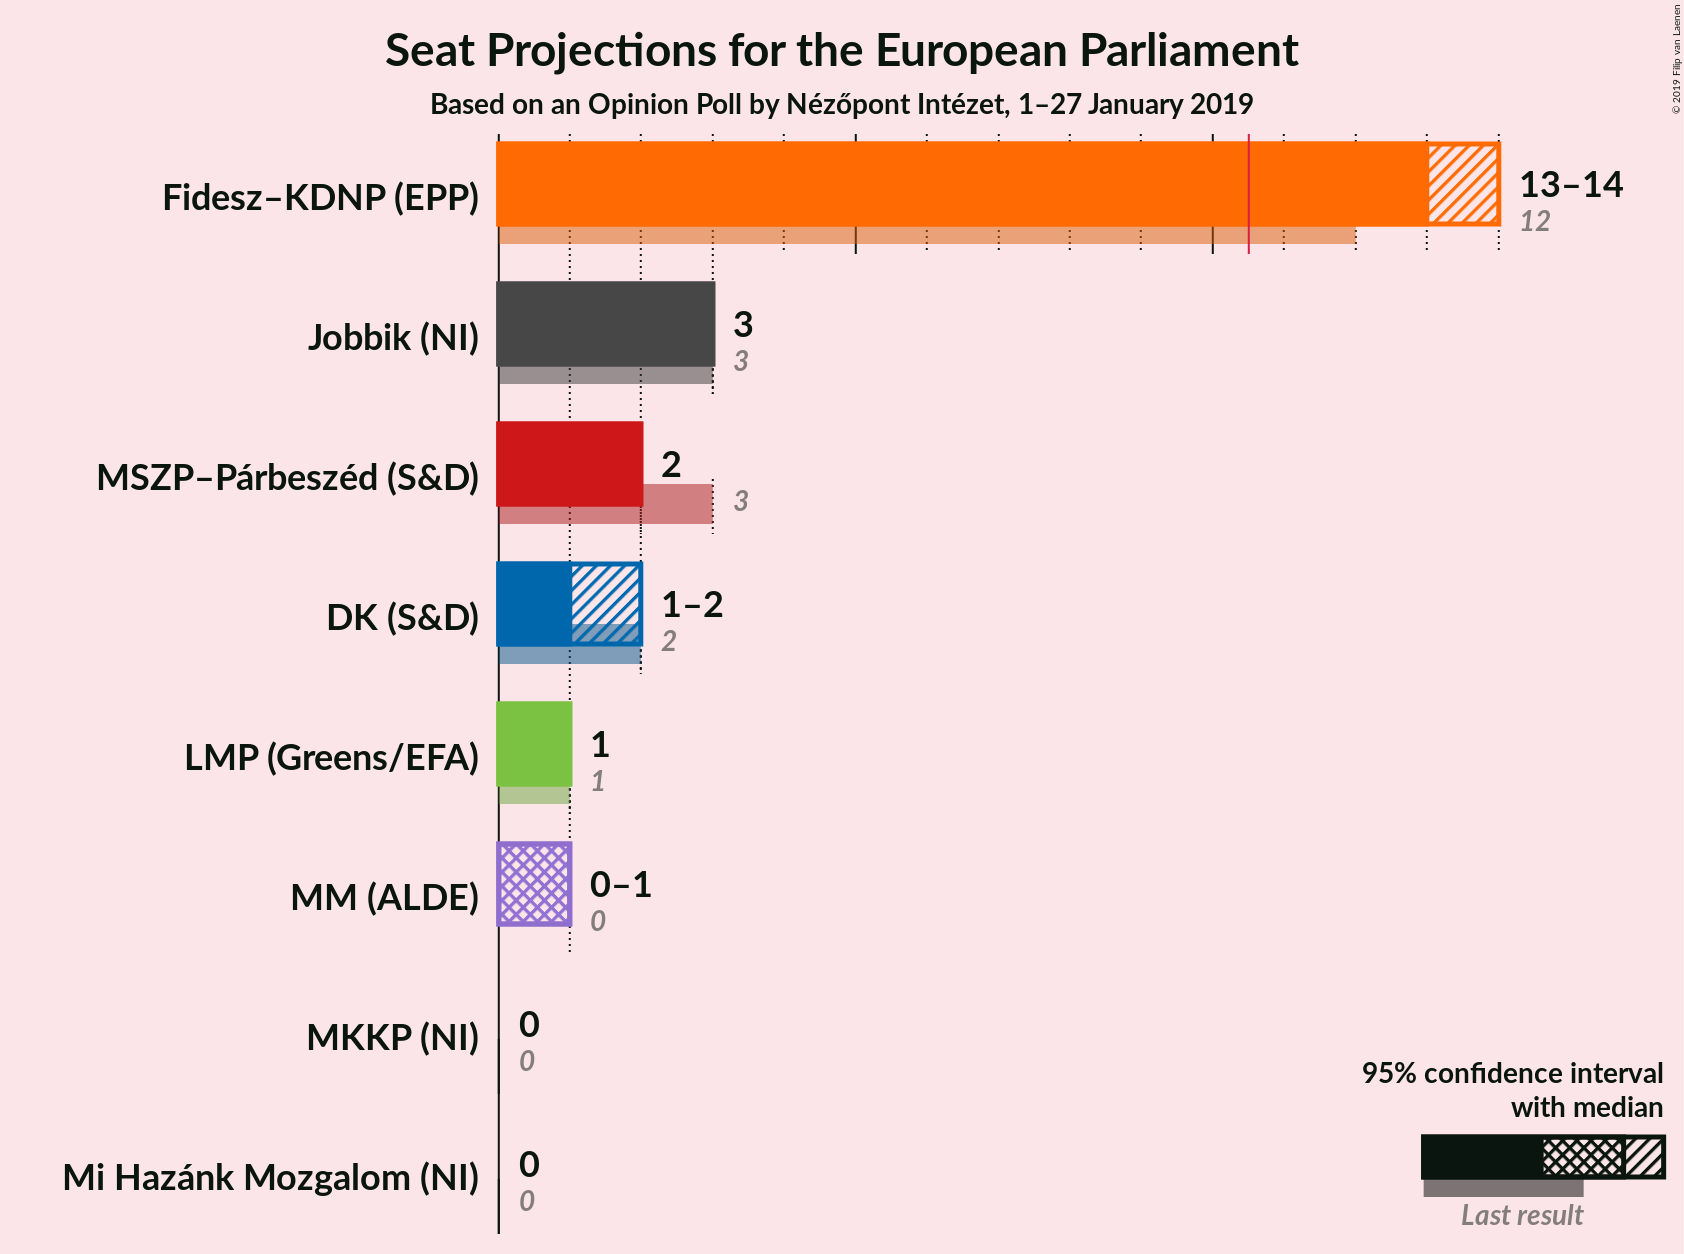 Seat Projections for the European Parliament
Based on an Opinion Poll by Nézőpont Intézet, 1–27 January 2019
© 2019 Filip van Laenen
Fidesz–KDNP (EPP)
13–14
12
Jobbik (NI)
3
3
MSZP–Párbeszéd (S&D)
2
3
DK (S&D)
1–2
2
LMP (Greens/EFA)
1
1
MM (ALDE)
0–1
0
MKKP (NI)
0
0
Mi Hazánk Mozgalom (NI)
0
0
95% confidence interval
with median
Last result